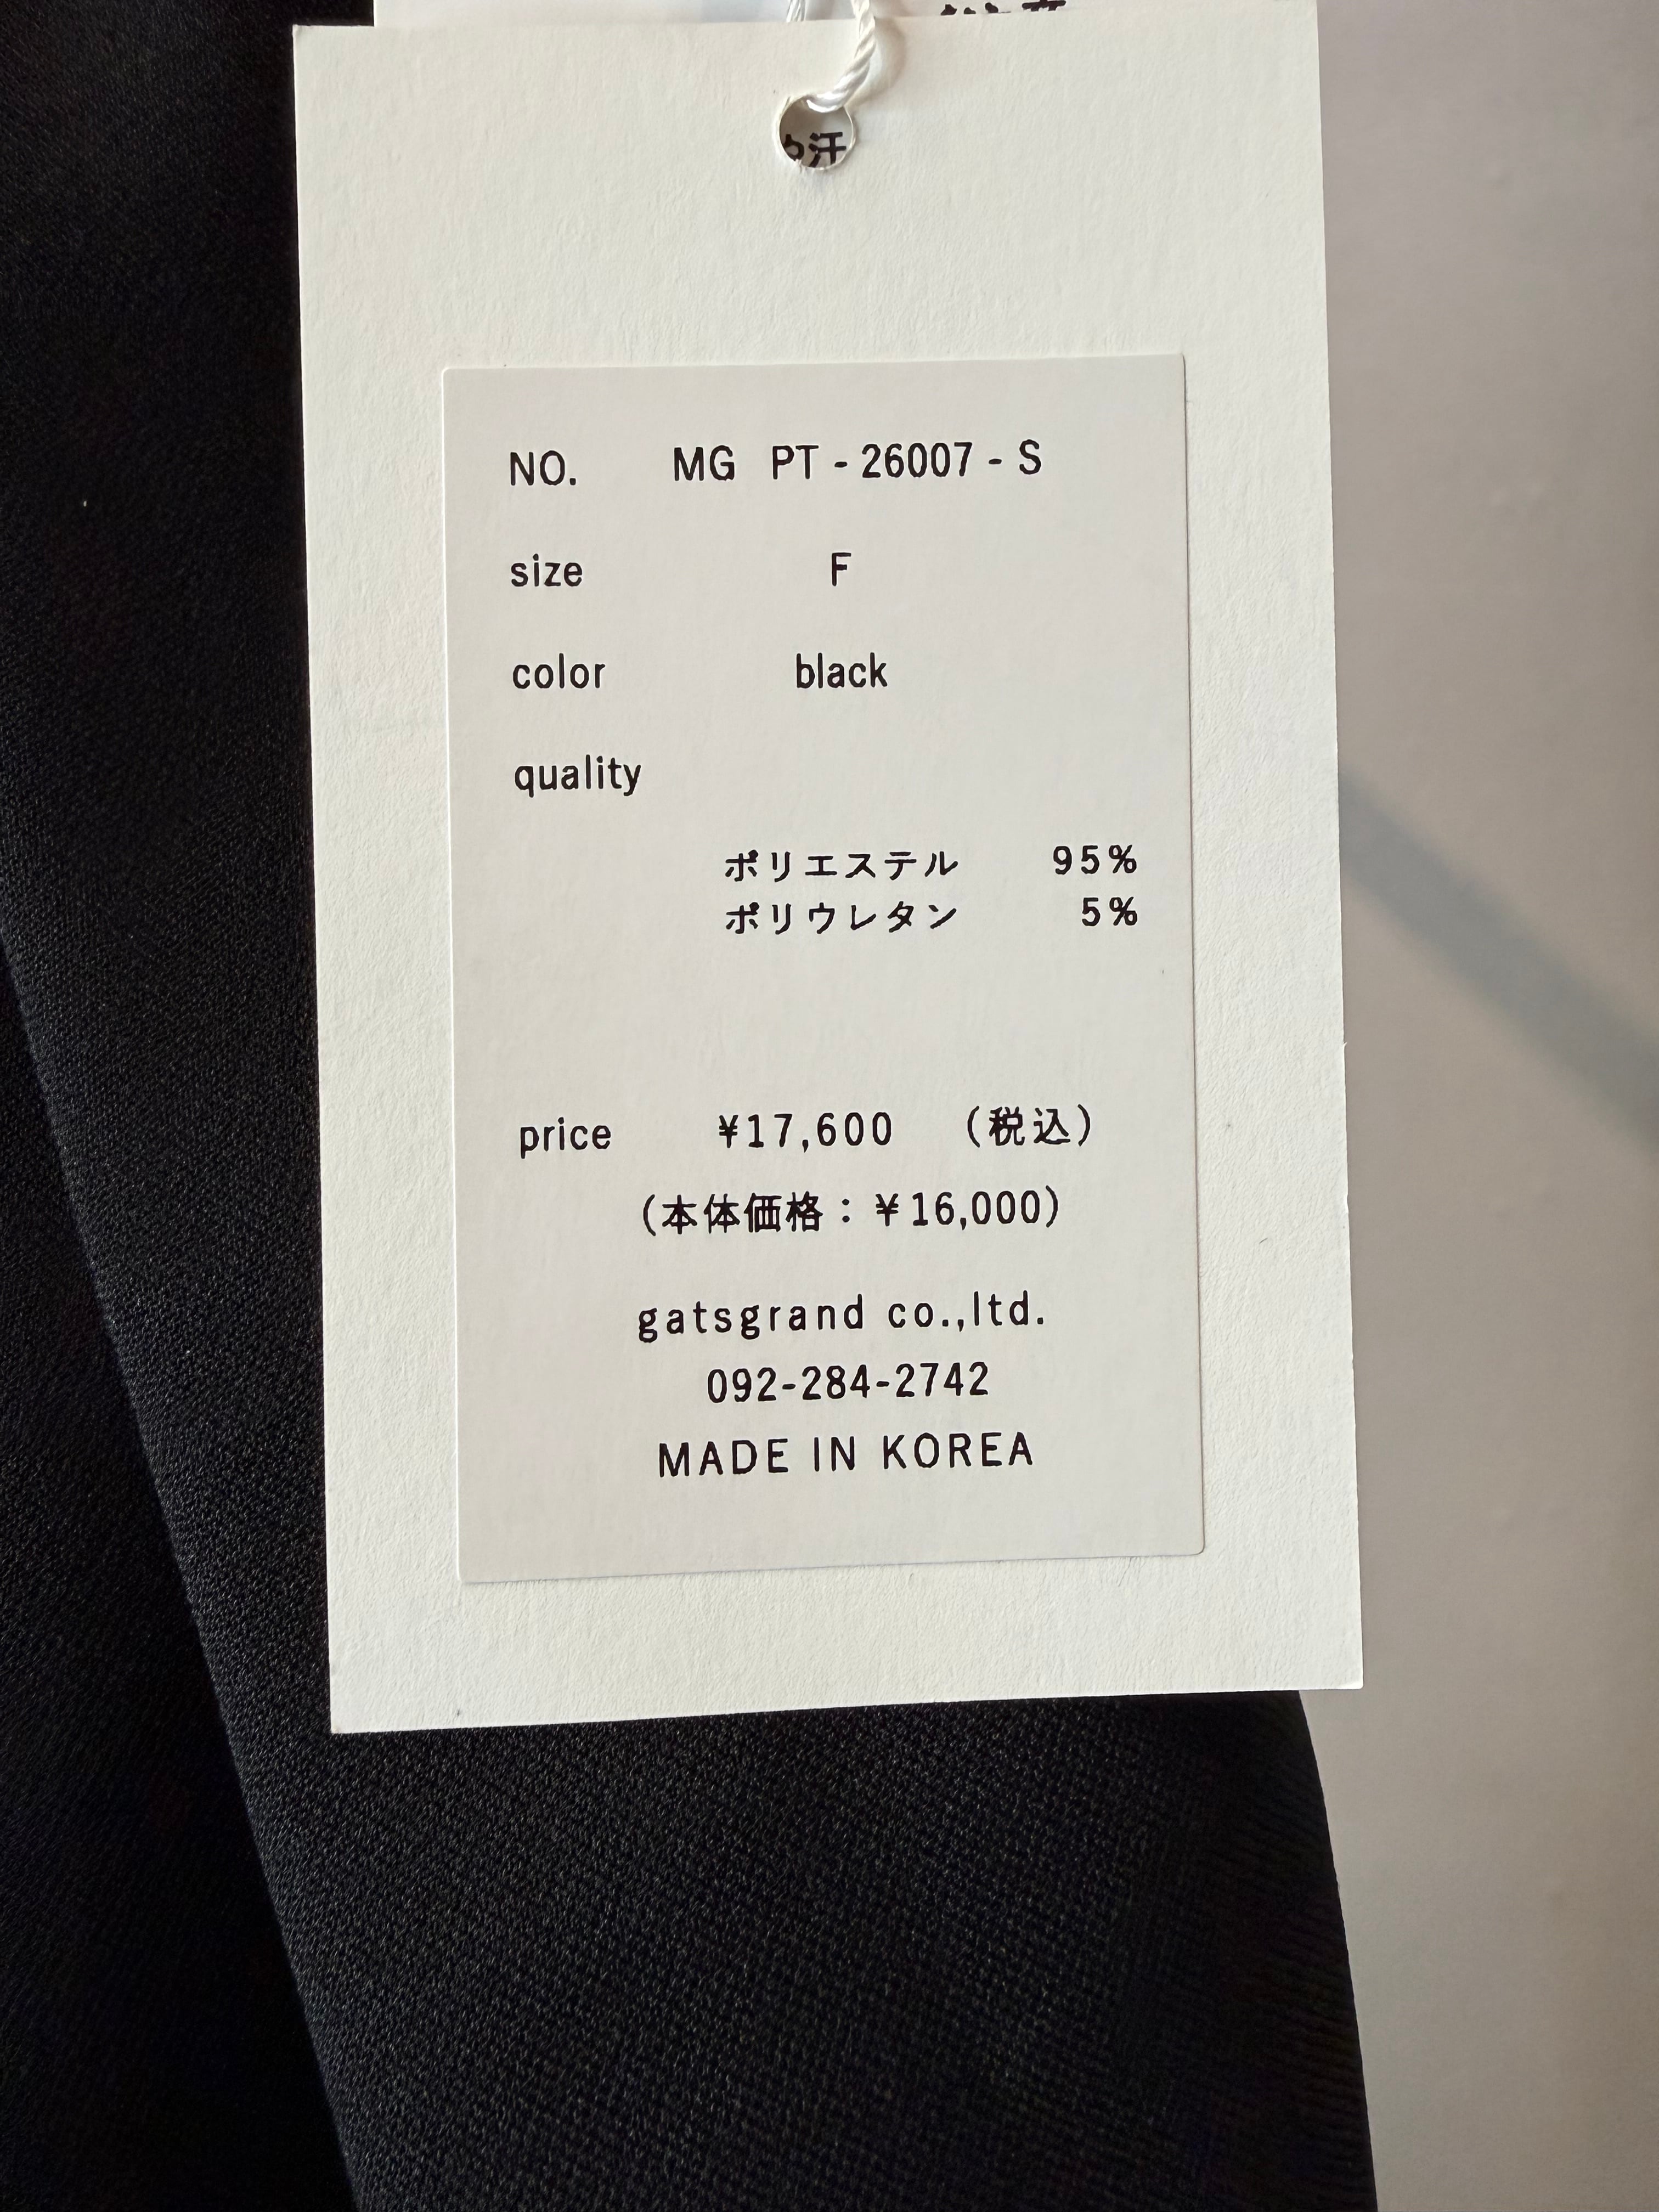 汗
NO. MG PT - 26007 - S
size F
color black
quality
ポリエステル 95%
ポリウレタン 5%
price ¥17,600 (税込)
(本体価格：¥16,000)
gatsgrand co.,ltd.
092-284-2742
MADE IN KOREA